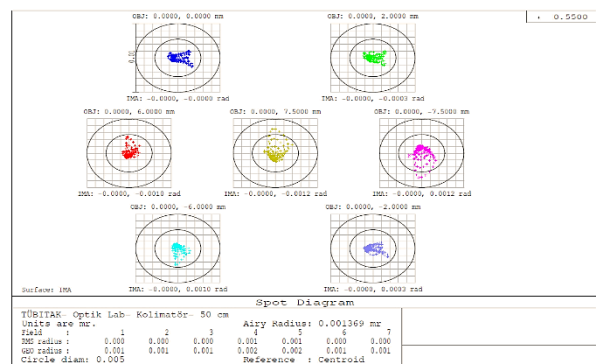 OBJ: 0.0000, 0.0000 mm
OBJ: 0.0000, 2.0000 mm
+ 0.5500
IMA: -0.0000, -0.0000 rad
IMA: -0.0000, -0.0003 rad
OBJ: 0.0000, 6.0000 mm
OBJ: 0.0000, 7.5000 mm
OBJ: 0.0000, -7.5000 mm
IMA: -0.0000, -0.0010 rad
IMA: -0.0000, -0.0012 rad
IMA: -0.0000, 0.0012 rad
OBJ: 0.0000, -6.0000 mm
OBJ: 0.0000, -2.0000 mm
Surface: IMA
IMA: -0.0000, 0.0010 rad
IMA: -0.0000, 0.0003 rad
Spot Diagram
TÜBITAK- Optik Lab- Kolimatör- 50 cm
Units are mr. Airy Radius: 0.001369 mr
Field : 1 2 3 4 5 6 7
RMS radius : 0.000 0.000 0.000 0.001 0.001 0.000 0.000
GEO radius : 0.001 0.001 0.001 0.002 0.002 0.001 0.001
Circle diam: 0.005 Reference : Centroid